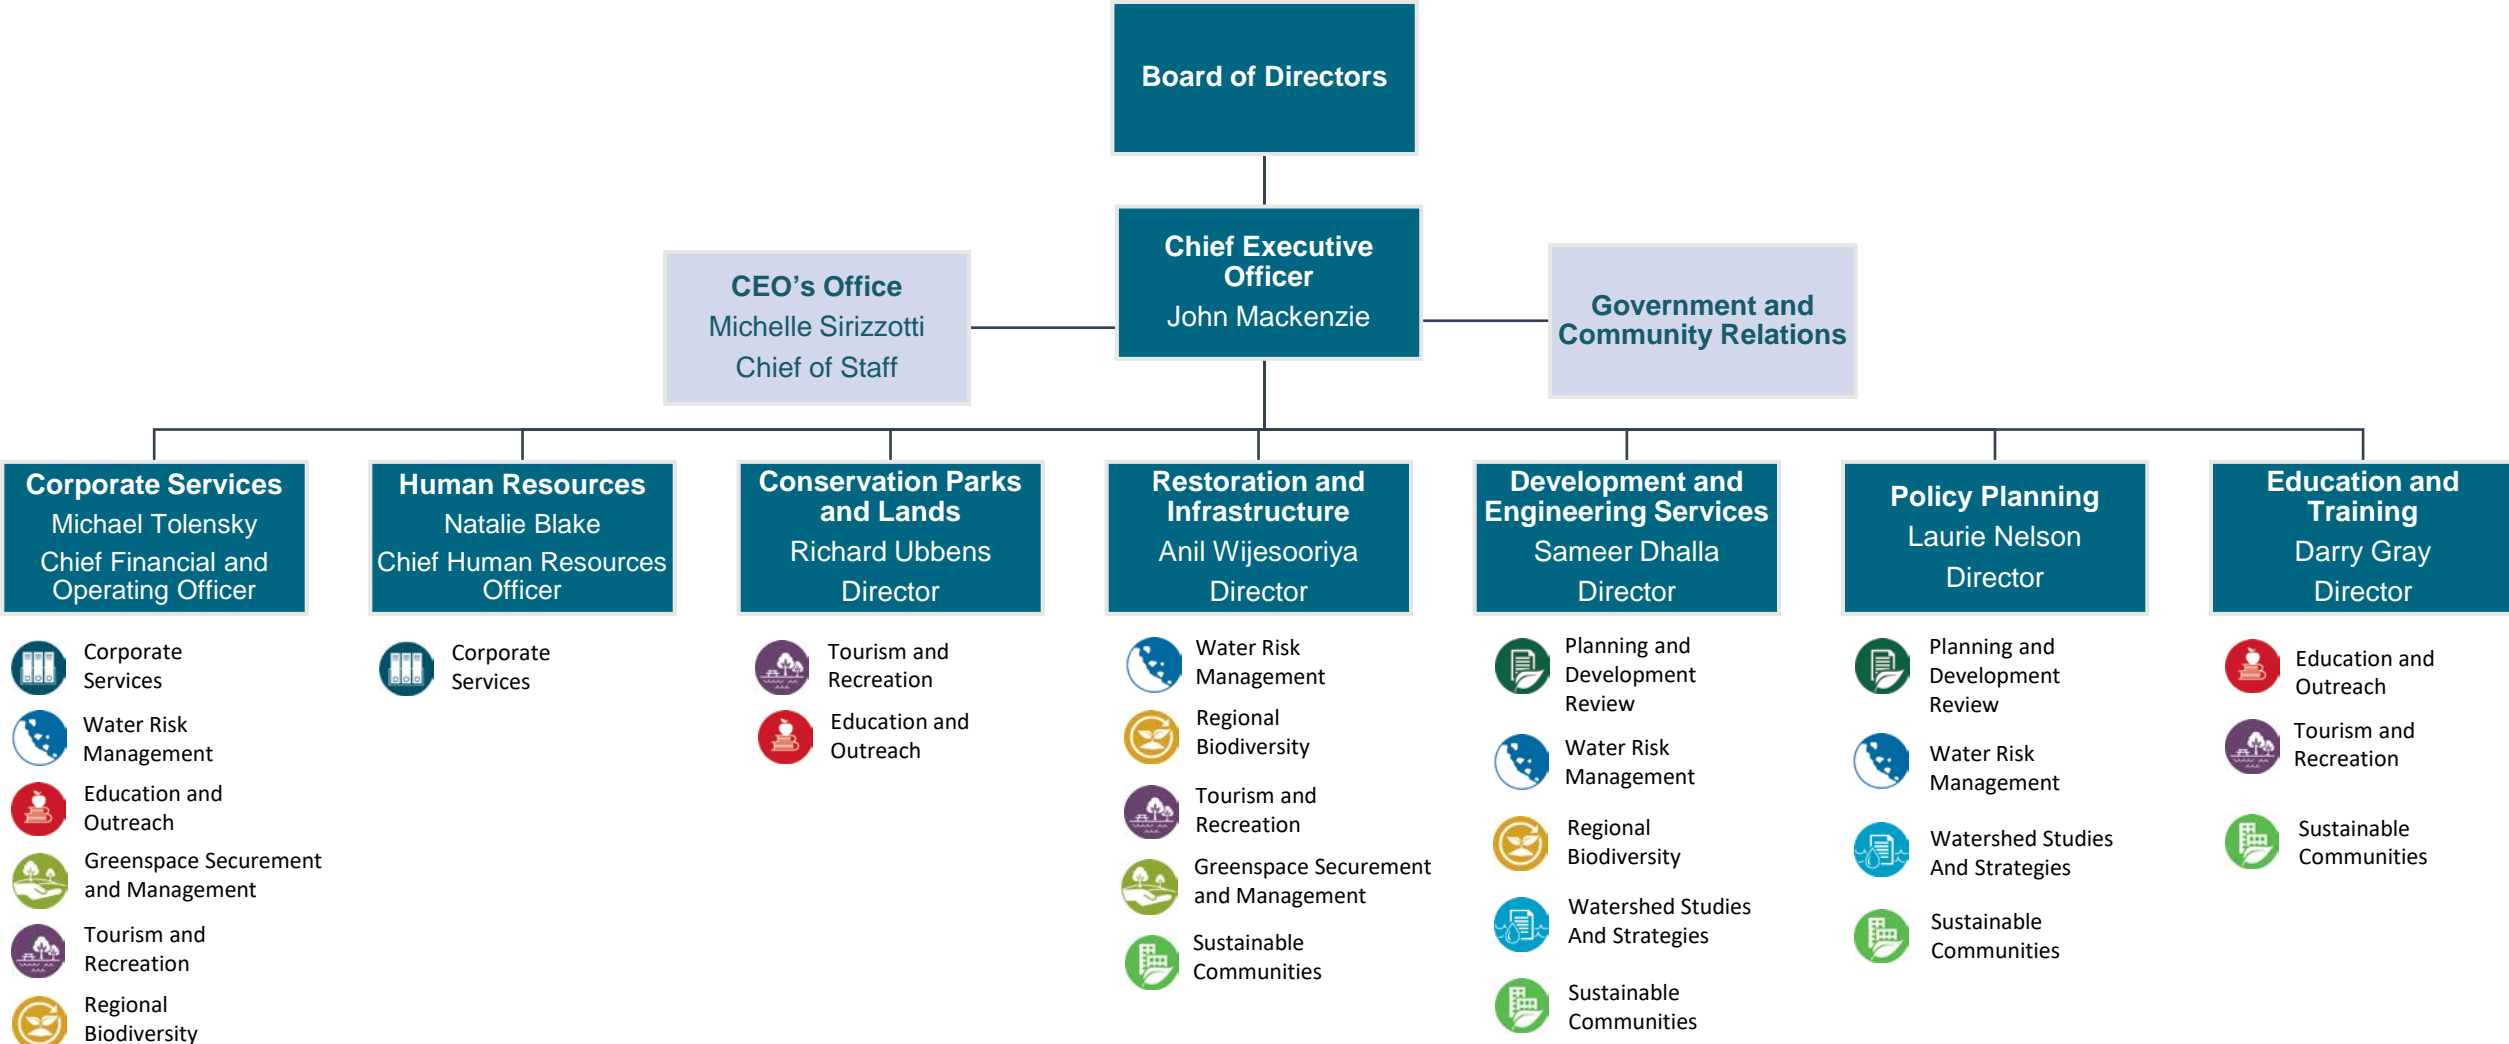 Board of Directors
Chief Executive
Officer
John Mackenzie
CEO’s Office
Michelle Sirizzotti
Chief of Staff
Government and
Community Relations
Corporate Services
Michael Tolensky
Chief Financial and
Operating Officer
Human Resources
Natalie Blake
Chief Human Resources
Officer
Conservation Parks
and Lands
Richard Ubbens
Director
Restoration and
Infrastructure
Anil Wijesooriya
Director
Development and
Engineering Services
Sameer Dhalla
Director
Policy Planning
Laurie Nelson
Director
Education and
Training
Darry Gray
Director
Corporate
Services
Water Risk
Management
Education and
Outreach
Greenspace Securement
and Management
Tourism and
Recreation
Regional
Biodiversity
Corporate
Services
Tourism and
Recreation
Education and
Outreach
Water Risk
Management
Regional
Biodiversity
Tourism and
Recreation
Greenspace Securement
and Management
Sustainable
Communities
Planning and
Development
Review
Water Risk
Management
Regional
Biodiversity
Watershed Studies
And Strategies
Sustainable
Communities
Planning and
Development
Review
Water Risk
Management
Watershed Studies
And Strategies
Sustainable
Communities
Education and
Outreach
Tourism and
Recreation
Sustainable
Communities